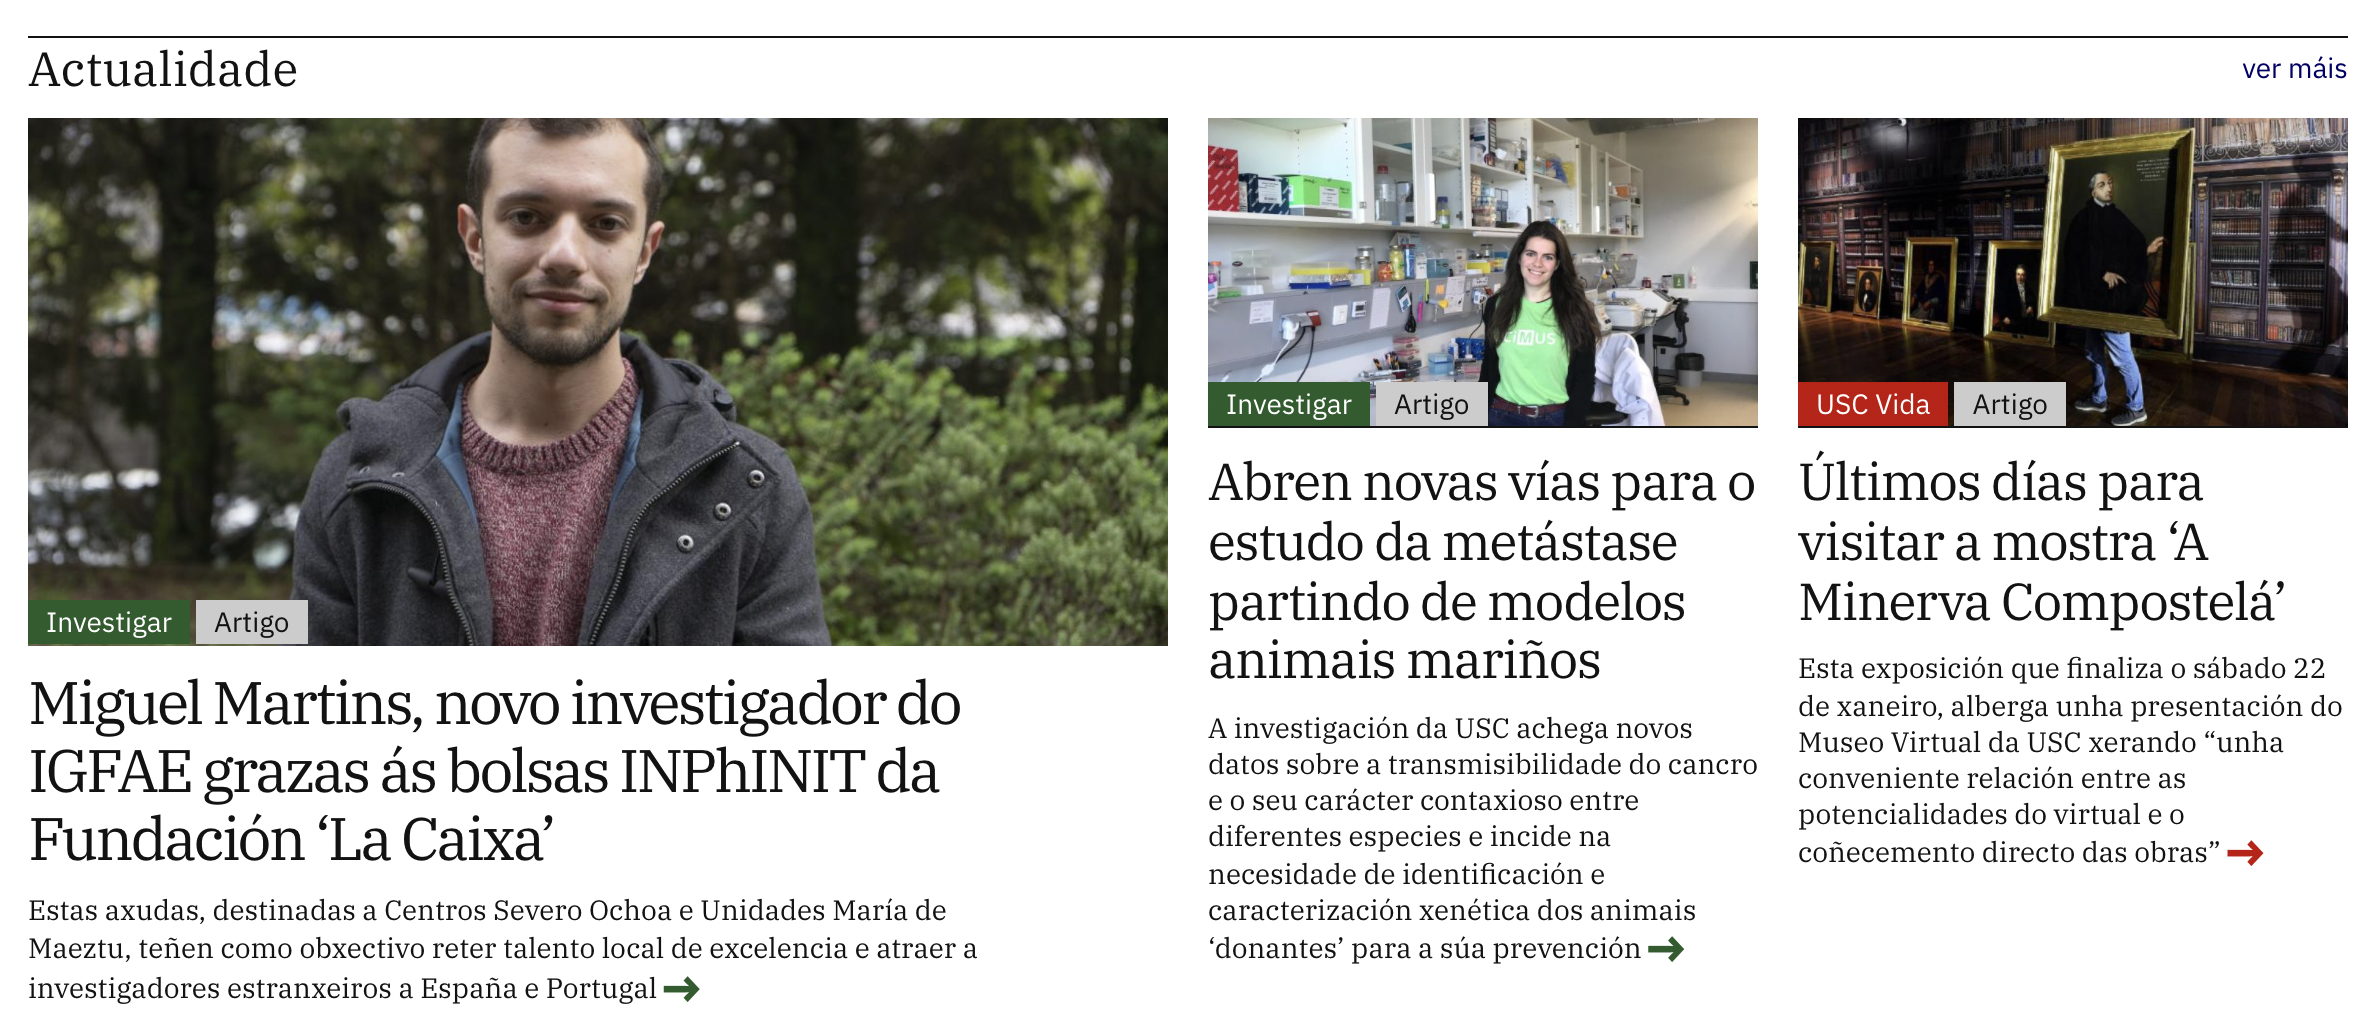 Actualidade
ver máis
Investigar
Artigo
Miguel Martins, novo investigador do
IGFAE grazas ás bolsas INPhINIT da
Fundación ‘La Caixa’
Estas axudas, destinadas a Centros Severo Ochoa e Unidades María de
Maeztu, teñen como obxectivo reter talento local de excelencia e atraer a
investigadores estranxeiros a España e Portugal
CiMUS
Investigar
Artigo
Abren novas vías para o
estudo da metástase
partindo de modelos
animais mariños
A investigación da USC achega novos
datos sobre a transmisibilidade do cancro
e o seu carácter contaxioso entre
diferentes especies e incide na
necesidade de identificación e
caracterización xenética dos animais
‘donantes’ para a súa prevención
USC Vida
Artigo
Últimos días para
visitar a mostra ‘A
Minerva Compostelá’
Esta exposición que finaliza o sábado 22
de xaneiro, alberga unha presentación do
Museo Virtual da USC xerando “unha
conveniente relación entre as
potencialidades do virtual e o
coñecemento directo das obras”